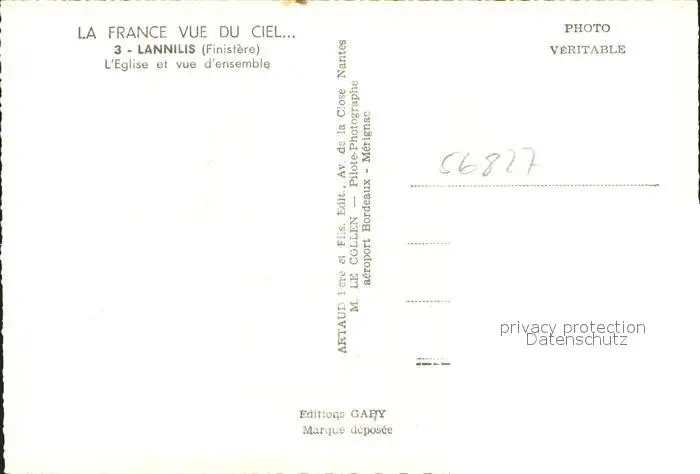 LA FRANCE VUE DU CIEL...
3 - LANNILIS (Finistère)
L'Eglise et vue d'ensemble
ARTAUD Père et Fils, Edit., Av. de la Close Nantes
M. LE COLLEN — Pilote-Photographe
aéroport Bordeaux - Mérignac
PHOTO
VÉRITABLE
56827
privacy protection
Datenschutz
Editions GABY
Marque déposée